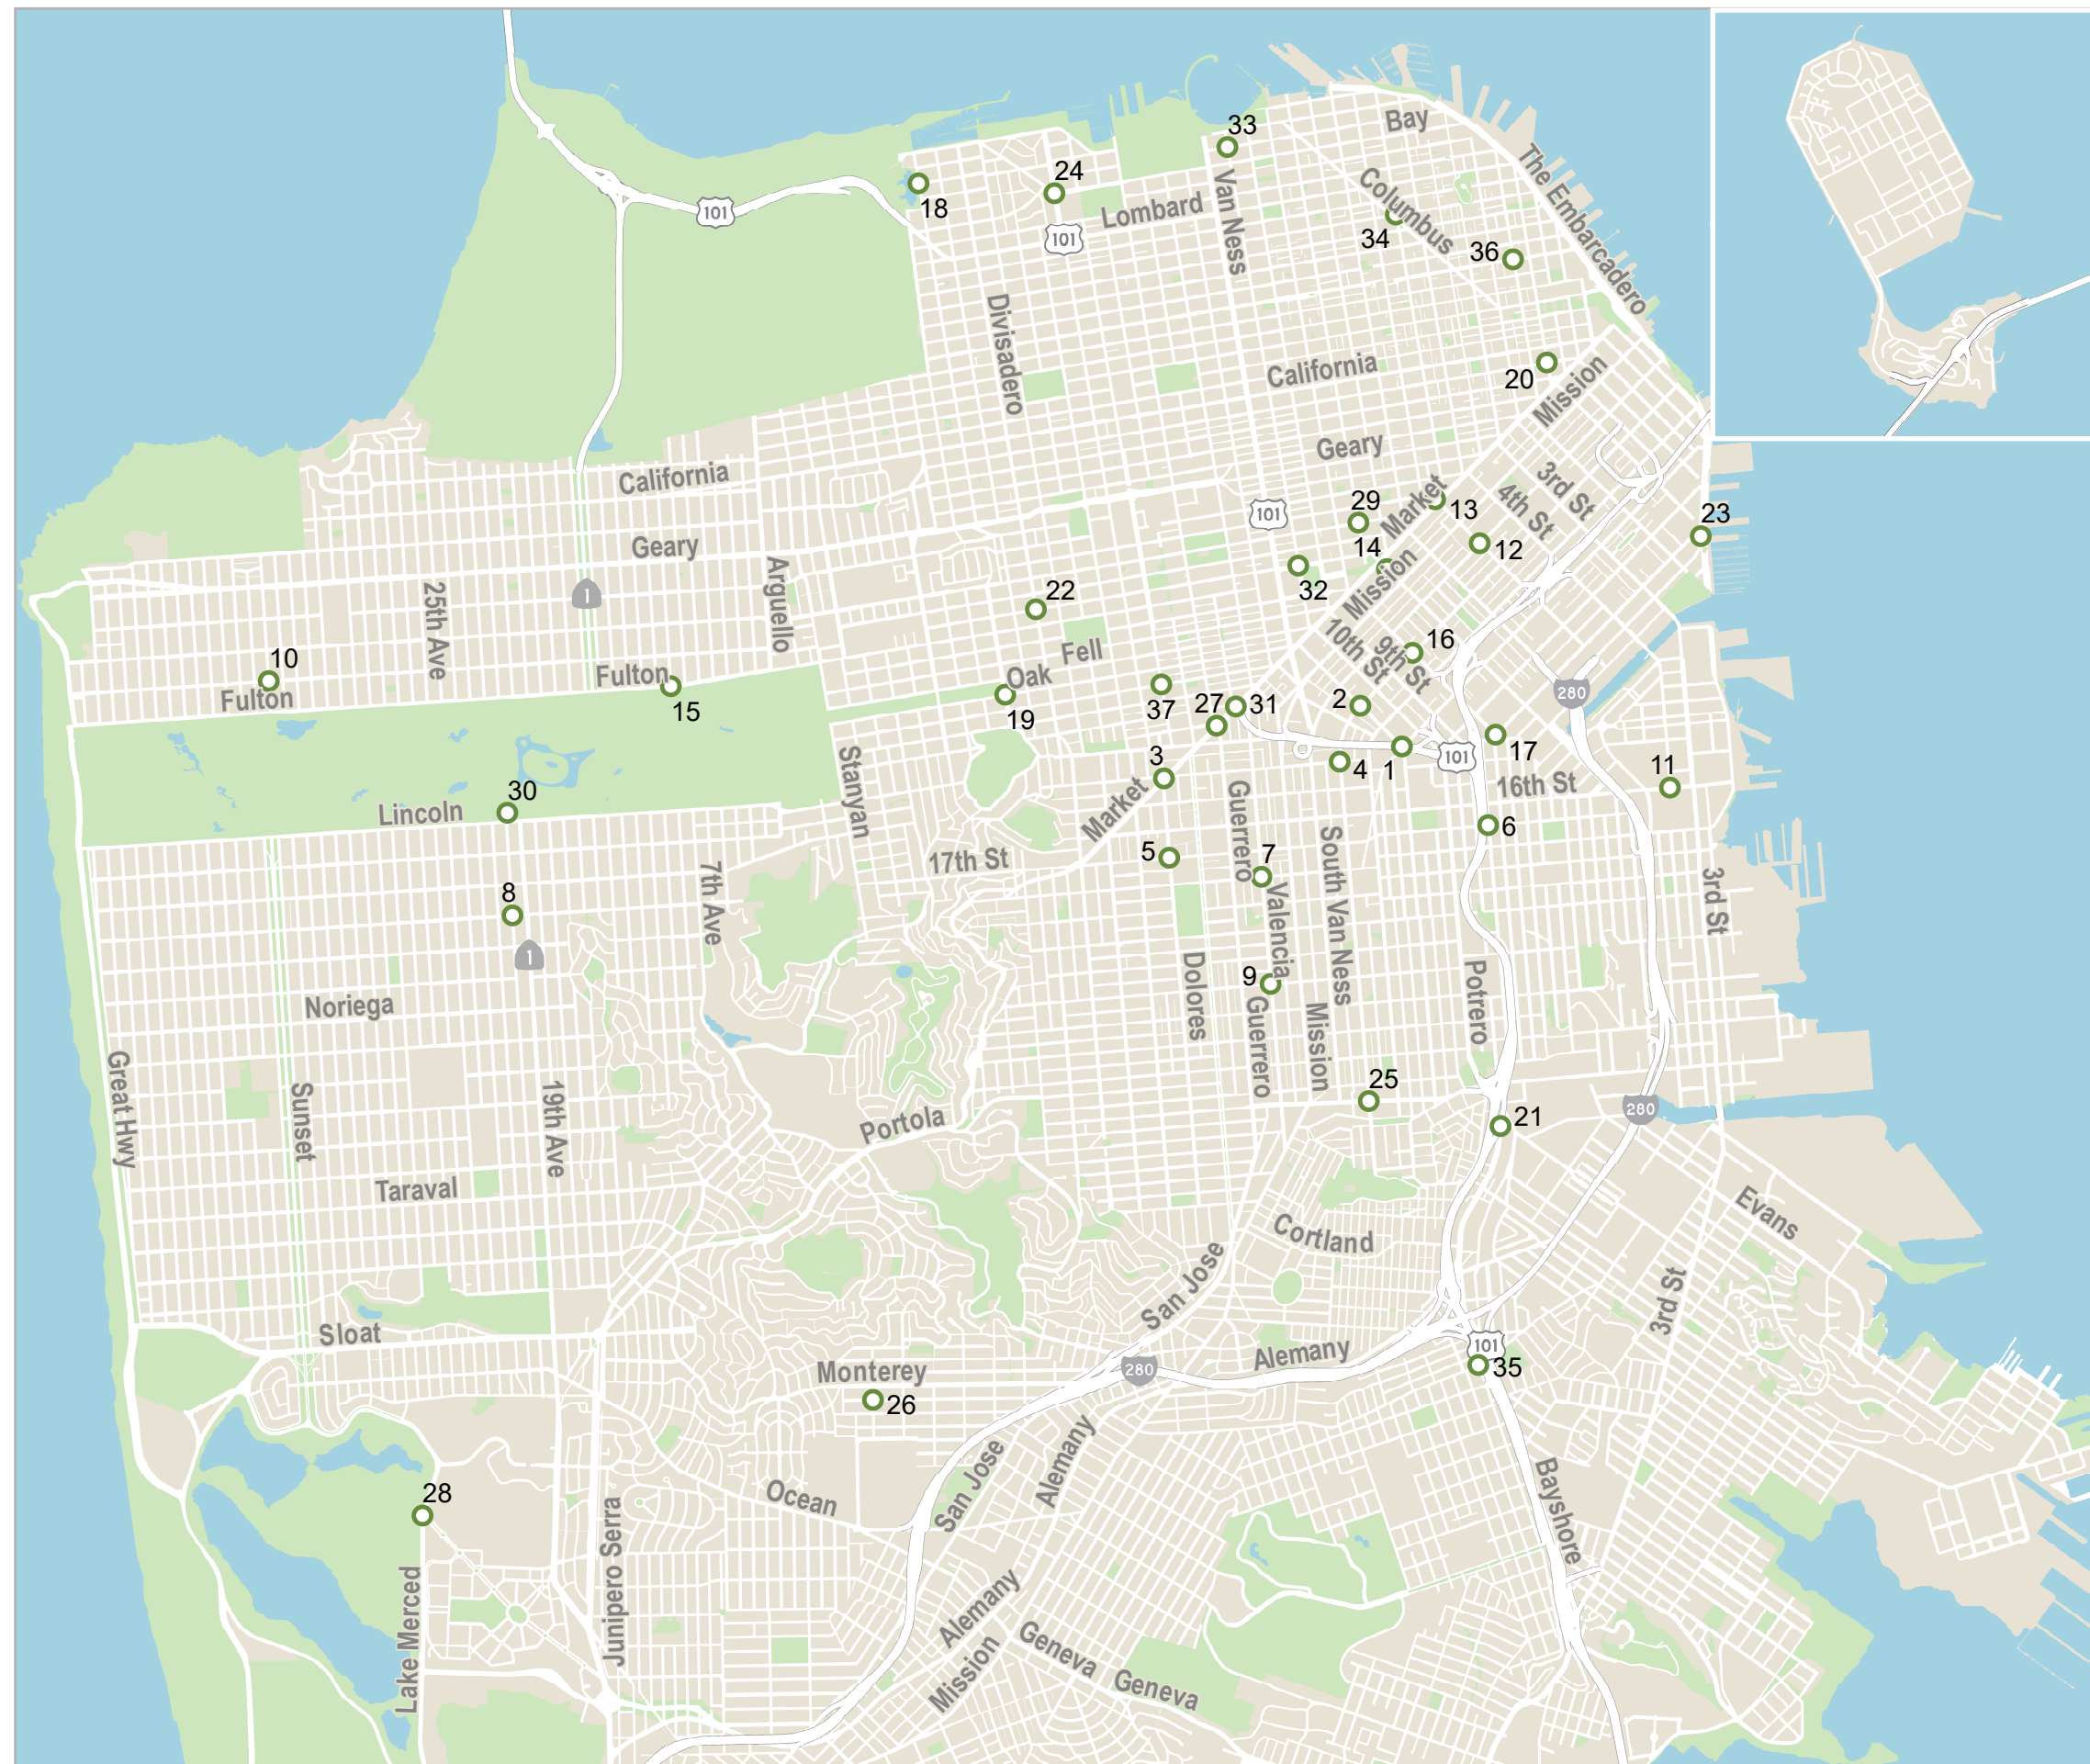 33
Bay
The Embarcadero
24
18
101
Lombard
Van Ness
Columbus
101
34
36
Divisadero
California
20
Mission
Geary
California
3rd St
4th St
Market
29
13
23
101
14
12
Geary
Arguello
25th Ave
1
22
32
Mission
10th St
9th St
16
10
Fulton
Fulton
15
Oak
Fell
19
37
27
31
2
280
17
101
3
4
1
16th St
11
Stanyan
Market
Guerrero
30
Lincoln
6
5
7
17th St
South Van Ness
7th Ave
3rd St
8
Valencia
1
9
Dolores
Guerrero
Mission
Potrero
Noriega
Great Hwy
Sunset
19th Ave
25
21
280
Portola
Taraval
Evans
Cortland
San Jose
3rd St
Sloat
Monterey
280
Alemany
101
35
26
San Jose
Alemany
Ocean
Bayshore
28
Junipero Serra
Lake Merced
Alemany
Mission
Geneva
Geneva